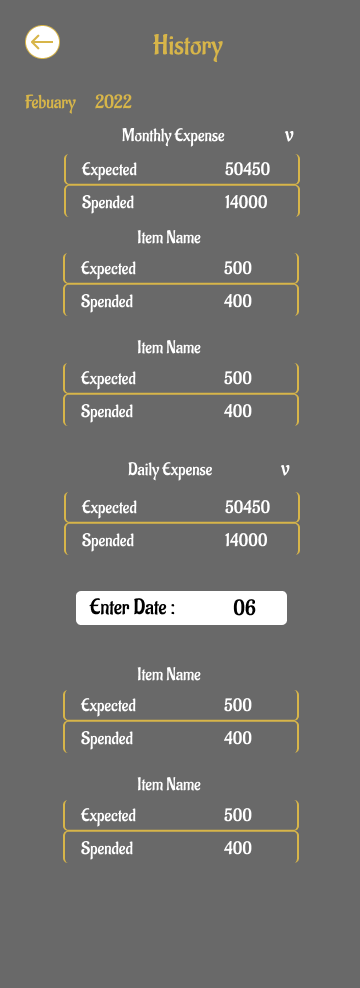 History
Febuary 2022
Monthly Expense v
Expected 50450
Spended 14000
Item Name
Expected 500
Spended 400
Item Name
Expected 500
Spended 400
Daily Expense v
Expected 50450
Spended 14000
Enter Date : 06
Item Name
Expected 500
Spended 400
Item Name
Expected 500
Spended 400